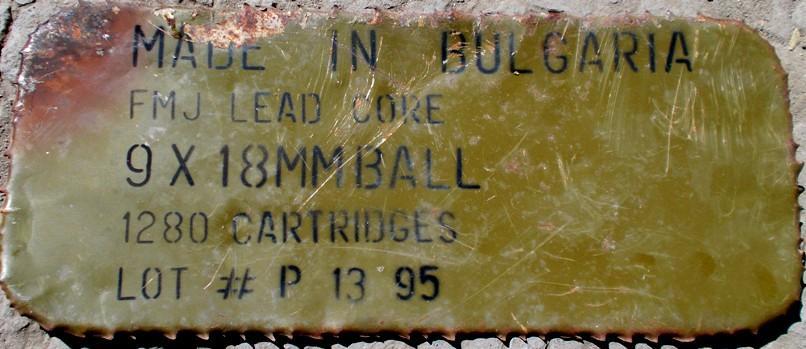 MADE IN BULGARIA
FMJ LEAD CORE
9 X 18MM BALL
1280 CARTRIDGES
LOT # P 13 95